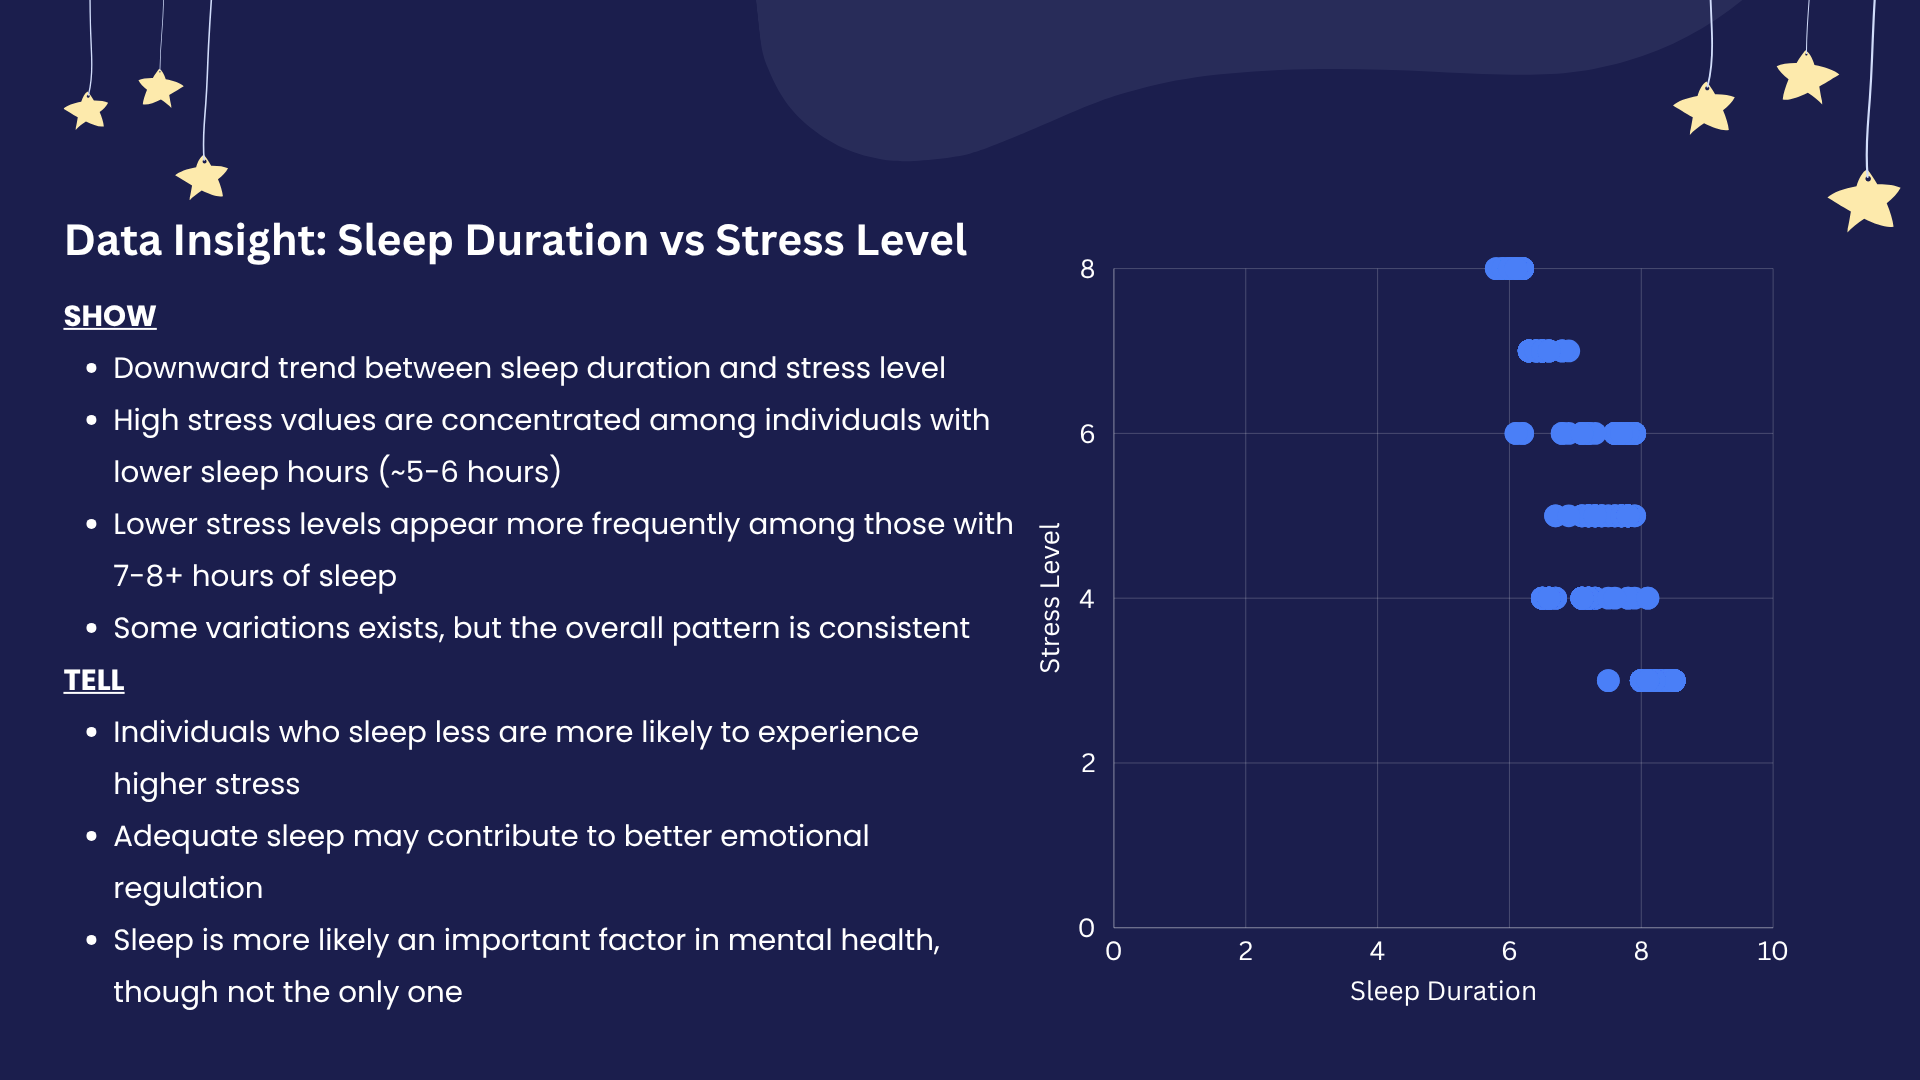 Data Insight: Sleep Duration vs Stress Level
SHOW
• Downward trend between sleep duration and stress level
• High stress values are concentrated among individuals with
lower sleep hours (~5-6 hours)
• Lower stress levels appear more frequently among those with
7-8+ hours of sleep
• Some variations exists, but the overall pattern is consistent
TELL
• Individuals who sleep less are more likely to experience
higher stress
• Adequate sleep may contribute to better emotional
regulation
• Sleep is more likely an important factor in mental health,
though not the only one
Stress Level
8
6
4
2
0
0 2 4 6 8 10
Sleep Duration